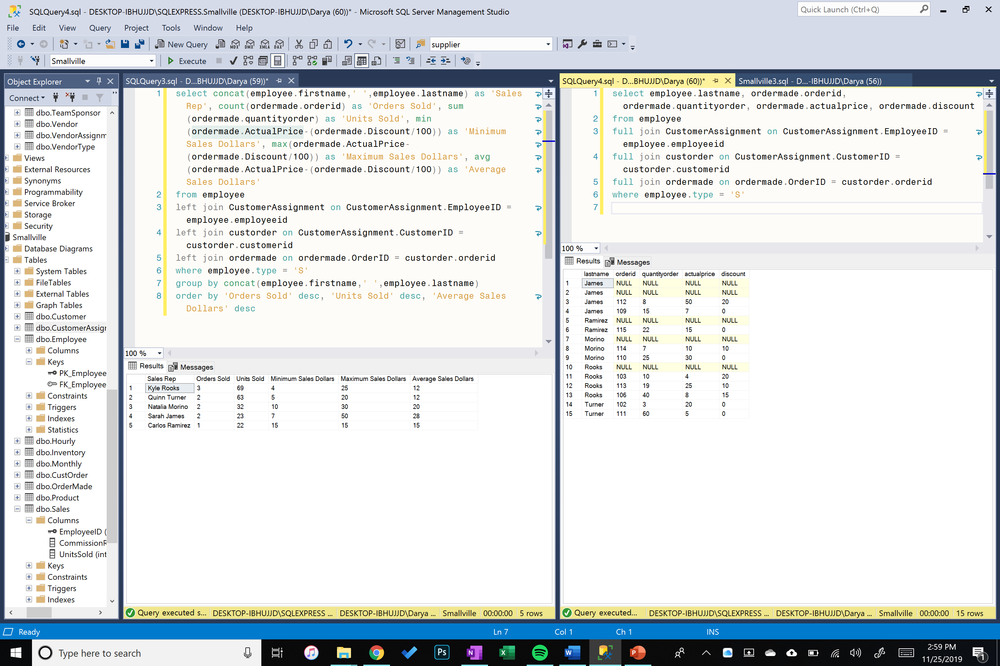 SQLQuery4.sql - DESKTOP-IBHUJJD\SQLEXPRESS.Smallville (DESKTOP-IBHUJJD\Darya (60))* - Microsoft SQL Server Management Studio
Quick Launch (Ctrl+Q)
File Edit View Query Project Tools Window Help
New Query MDX DMX XMLA DAX supplier
Smallville Execute
Object Explorer
Connect
dbo.TeamSponsor
dbo.Vendor
dbo.VendorAssignm
dbo.VendorType
Views
External Resources
Synonyms
Programmability
Service Broker
Storage
Security
Smallville
Database Diagrams
Tables
System Tables
FileTables
External Tables
Graph Tables
dbo.Customer
dbo.CustomerAssigr
dbo.Employee
Columns
Keys
PK_Employee
FK_Employee
Constraints
Triggers
Indexes
Statistics
dbo.Hourly
dbo.Inventory
dbo.Monthly
dbo.CustOrder
dbo.OrderMade
dbo.Product
dbo.Sales
Columns
EmployeeID (
CommissionR
UnitsSold (int
Keys
Constraints
Triggers
Indexes
SQLQuery3.sql - D...BHUJJD\Darya (59))*
1 select concat(employee.firstname,' ',employee.lastname) as 'Sales
Rep', count(ordermade.orderid) as 'Orders Sold', sum
(ordermade.quantityorder) as 'Units Sold', min
(ordermade.ActualPrice-(ordermade.Discount/100)) as 'Minimum
Sales Dollars', max(ordermade.ActualPrice-
(ordermade.Discount/100)) as 'Maximum Sales Dollars', avg
(ordermade.ActualPrice-(ordermade.Discount/100)) as 'Average
Sales Dollars'
2 from employee
3 left join CustomerAssignment on CustomerAssignment.EmployeeID =
employee.employeeid
4 left join custorder on CustomerAssignment.CustomerID =
custorder.customerid
5 left join ordermade on ordermade.OrderID = custorder.orderid
6 where employee.type = 'S'
7 group by concat(employee.firstname,' ',employee.lastname)
8 order by 'Orders Sold' desc, 'Units Sold' desc, 'Average Sales
Dollars' desc
100 %
Results Messages
Sales Rep Orders Sold Units Sold Minimum Sales Dollars Maximum Sales Dollars Average Sales Dollars
1 Kyle Rooks 3 69 4 25 12
2 Quinn Turner 2 63 5 20 12
3 Natalia Morino 2 32 10 30 20
4 Sarah James 2 23 7 50 28
5 Carlos Ramirez 1 22 15 15 15
Query executed s... DESKTOP-IBHUJJD\SQLEXPRESS ... DESKTOP-IBHUJJD\Darya ... Smallville 00:00:00 5 rows
SQLQuery4.sql - D...BHUJJD\Darya (60))* Smallville3.sql - D...-IBHUJJD\Darya (56))
1 select employee.lastname, ordermade.orderid,
ordermade.quantityorder, ordermade.actualprice, ordermade.discount
2 from employee
3 full join CustomerAssignment on CustomerAssignment.EmployeeID =
employee.employeeid
4 full join custorder on CustomerAssignment.CustomerID =
custorder.customerid
5 full join ordermade on ordermade.OrderID = custorder.orderid
6 where employee.type = 'S'
7
100 %
Results Messages
lastname orderid quantityorder actualprice discount
1 James NULL NULL NULL NULL
2 James NULL NULL NULL NULL
3 James 112 8 50 20
4 James 109 15 7 0
5 Ramirez NULL NULL NULL NULL
6 Ramirez 115 22 15 0
7 Morino NULL NULL NULL NULL
8 Morino 114 7 10 10
9 Morino 110 25 30 0
10 Rooks NULL NULL NULL NULL
11 Rooks 103 10 4 20
12 Rooks 113 19 25 10
13 Rooks 106 40 8 15
14 Turner 102 3 20 0
15 Turner 111 60 5 0
Query executed... DESKTOP-IBHUJJD\SQLEXPRESS ... DESKTOP-IBHUJJD\Darya ... Smallville 00:00:00 15 rows
Ready Ln 7 Col 1 Ch 1 INS
Type here to search
Ps N X W P
2:59 PM
11/25/2019
1